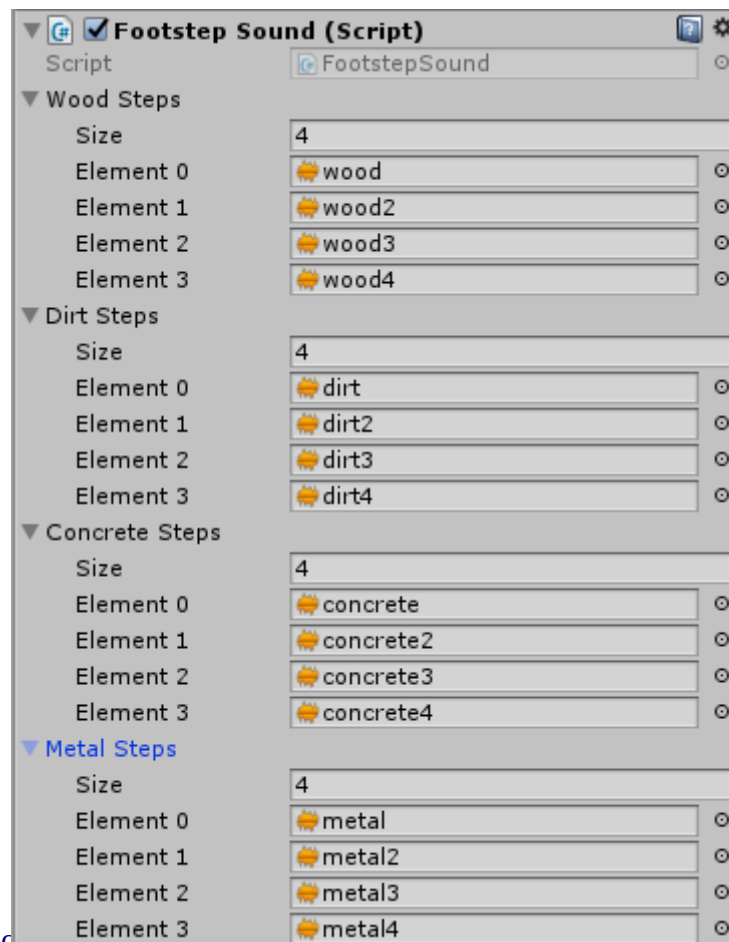 Footstep Sound (Script)
Script FootstepSound
Wood Steps
Size 4
Element 0 wood
Element 1 wood2
Element 2 wood3
Element 3 wood4
Dirt Steps
Size 4
Element 0 dirt
Element 1 dirt2
Element 2 dirt3
Element 3 dirt4
Concrete Steps
Size 4
Element 0 concrete
Element 1 concrete2
Element 2 concrete3
Element 3 concrete4
Metal Steps
Size 4
Element 0 metal
Element 1 metal2
Element 2 metal3
Element 3 metal4